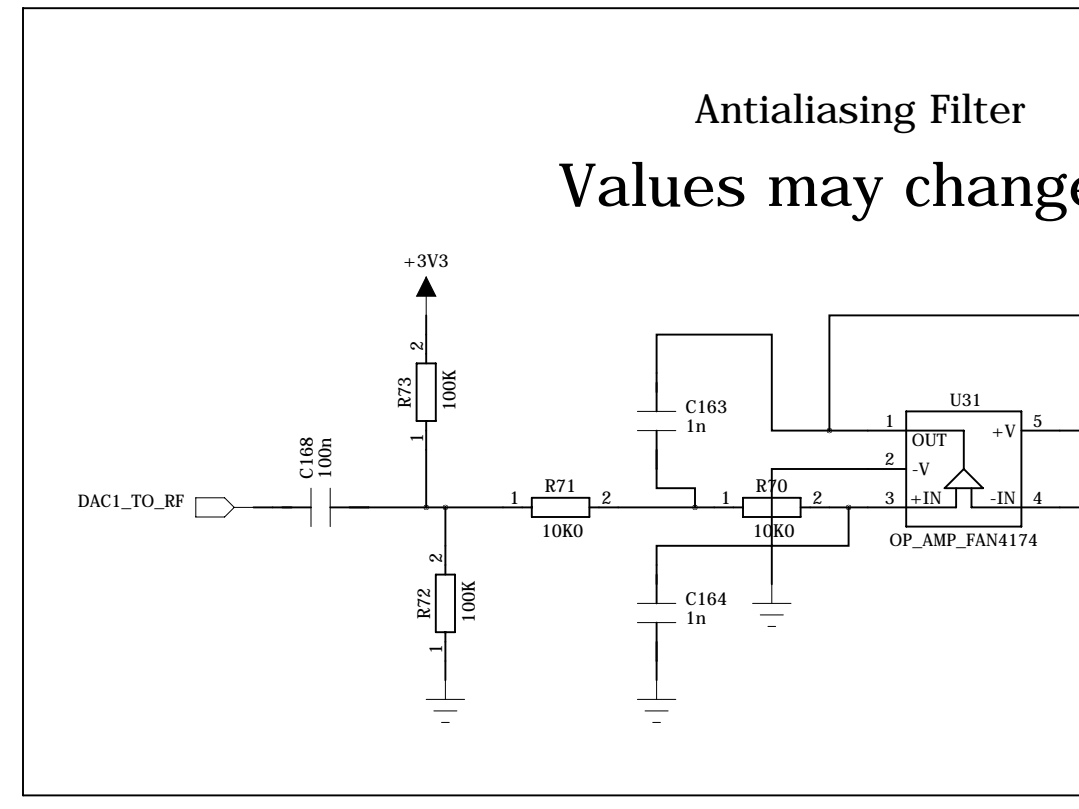 Antialiasing Filter
Values may change
+3V3
2
R73
100K
1
C168
100n
DAC1_TO_RF
1
R71
2
10K0
2
R72
100K
1
C163
1n
1
R70
2
10K0
C164
1n
U31
1
OUT
+V
5
2
-V
3
+IN
-IN
4
OP_AMP_FAN4174